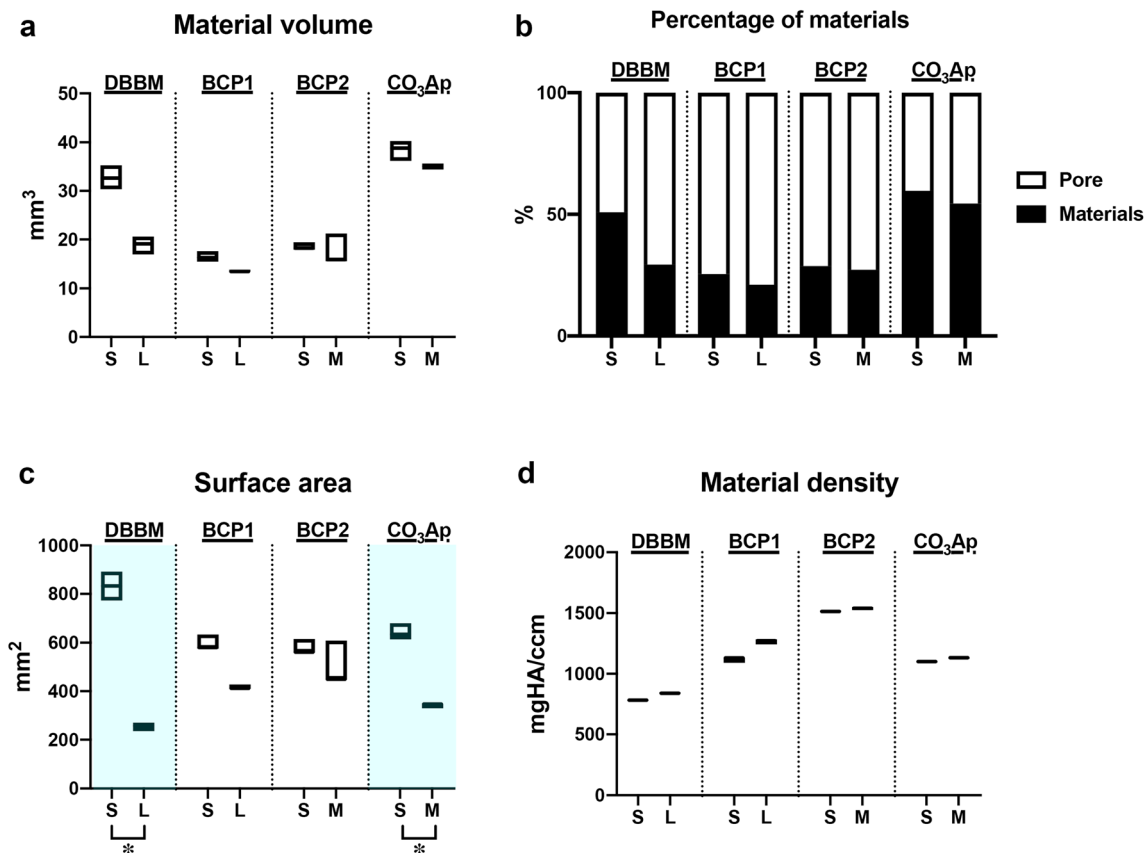 a
Material volume
DBBM BCP1 BCP2 CO₃Ap
50
40
30
20
10
0
mm³
S L S L S M S M
b
Percentage of materials
DBBM BCP1 BCP2 CO₃Ap
100
50
0
%
S L S L S M S M
Pore
Materials
c
Surface area
DBBM BCP1 BCP2 CO₃Ap
1000
800
600
400
200
0
mm²
S L S L S M S M
* *
d
Material density
DBBM BCP1 BCP2 CO₃Ap
2000
1500
1000
500
0
mgHA/ccm
S L S L S M S M